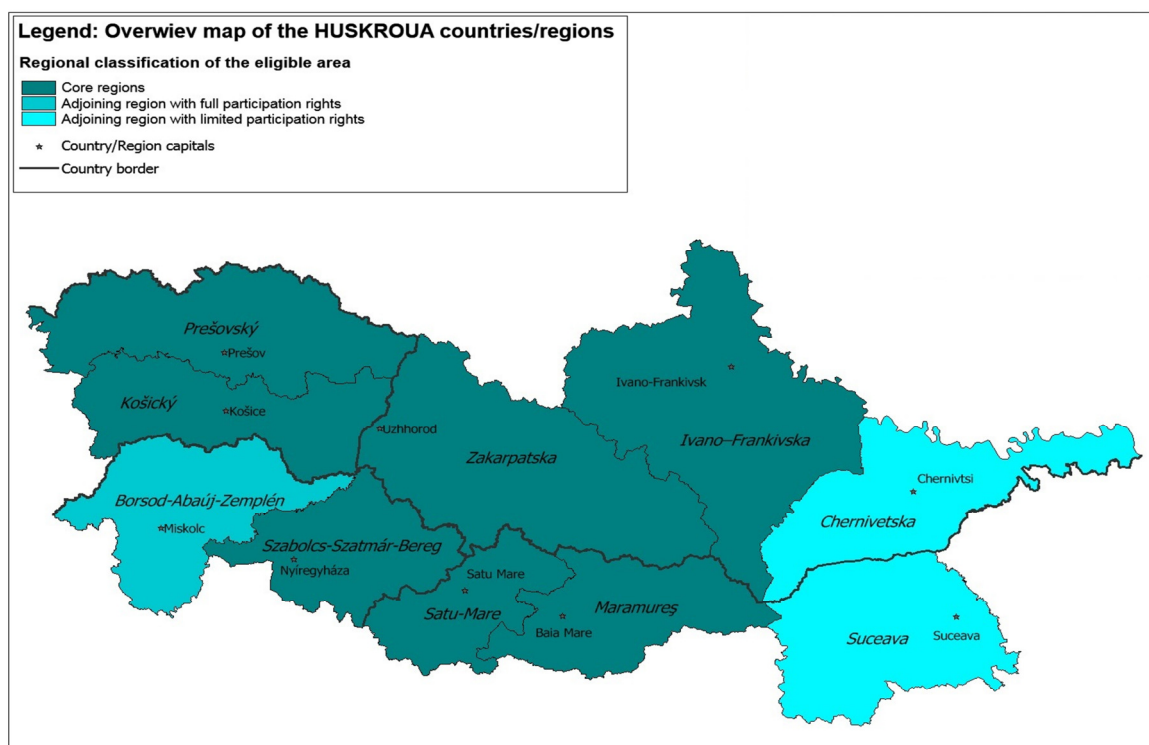 Legend: Overwiev map of the HUSKROUA countries/regions
Regional classification of the eligible area
Core regions
Adjoining region with full participation rights
Adjoining region with limited participation rights
Country/Region capitals
Country border
Prešovský
Prešov
Košický
Košice
Uzhhorod
Zakarpatska
Ivano-Frankivsk
Ivano–Frankivska
Chernivtsi
Chernivetska
Borsod-Abaúj-Zemplén
Miskolc
Szabolcs-Szatmár-Bereg
Nyíregyháza
Satu Mare
Satu-Mare
Maramureş
Baia Mare
Suceava
Suceava